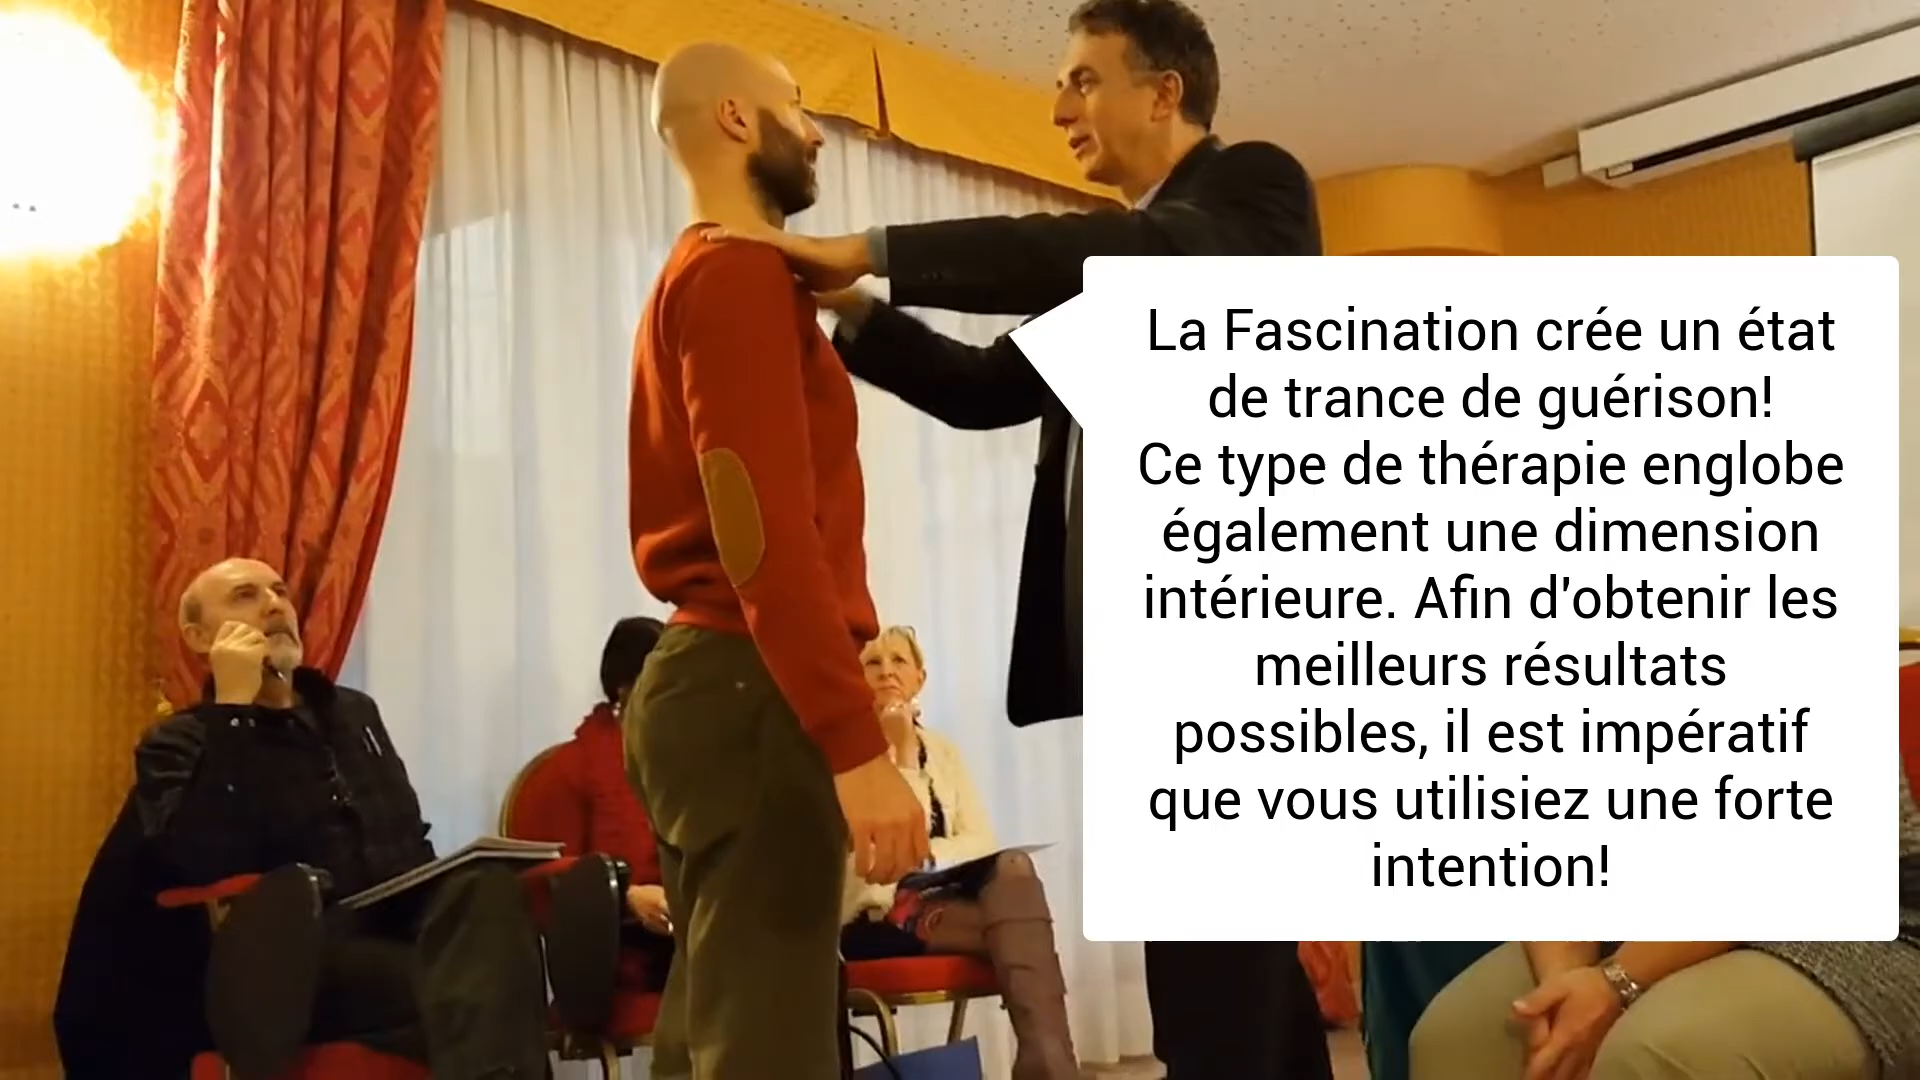 La Fascination crée un état
de trance de guérison!
Ce type de thérapie englobe
également une dimension
intérieure. Afin d'obtenir les
meilleurs résultats
possibles, il est impératif
que vous utilisiez une forte
intention!